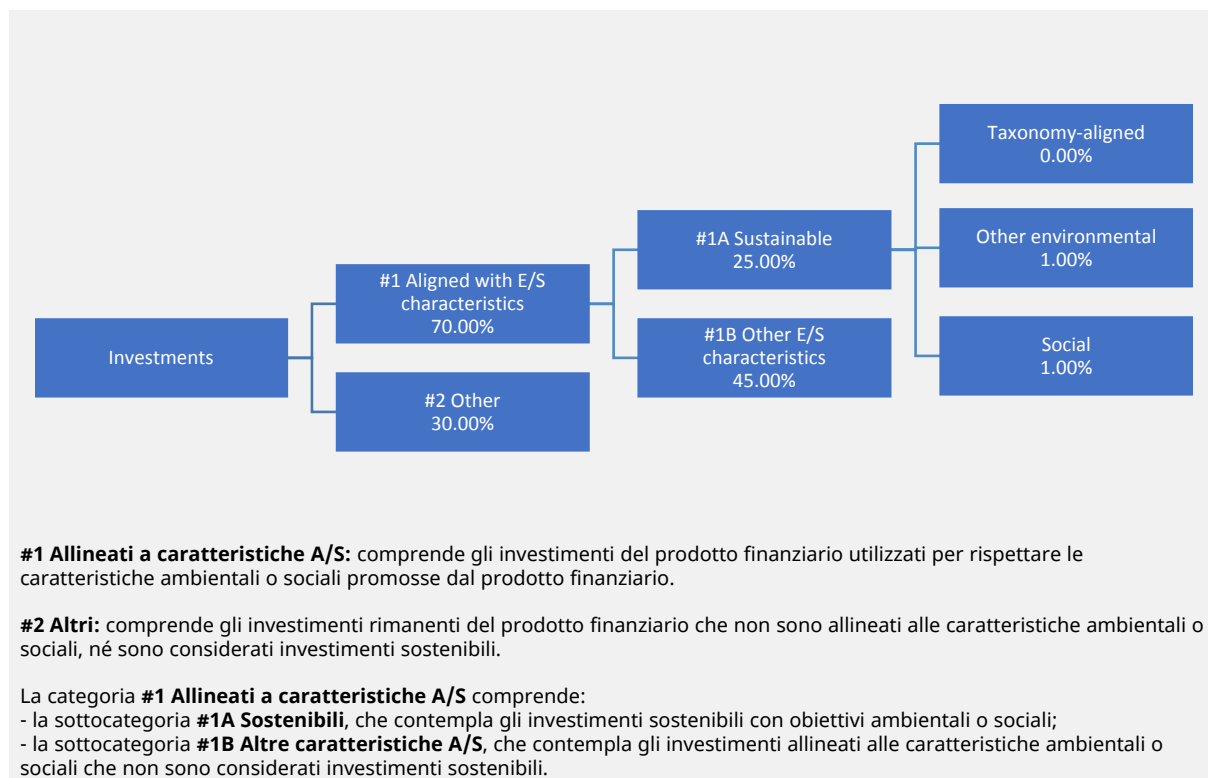 Taxonomy-aligned
0.00%
#1A Sustainable
25.00%
Other environmental
1.00%
#1 Aligned with E/S
characteristics
70.00%
Investments
#1B Other E/S
characteristics
45.00%
Social
1.00%
#2 Other
30.00%
#1 Allineati a caratteristiche A/S: comprende gli investimenti del prodotto finanziario utilizzati per rispettare le
caratteristiche ambientali o sociali promosse dal prodotto finanziario.
#2 Altri: comprende gli investimenti rimanenti del prodotto finanziario che non sono allineati alle caratteristiche ambientali o
sociali, né sono considerati investimenti sostenibili.
La categoria #1 Allineati a caratteristiche A/S comprende:
- la sottocategoria #1A Sostenibili, che contempla gli investimenti sostenibili con obiettivi ambientali o sociali;
- la sottocategoria #1B Altre caratteristiche A/S, che contempla gli investimenti allineati alle caratteristiche ambientali o
sociali che non sono considerati investimenti sostenibili.